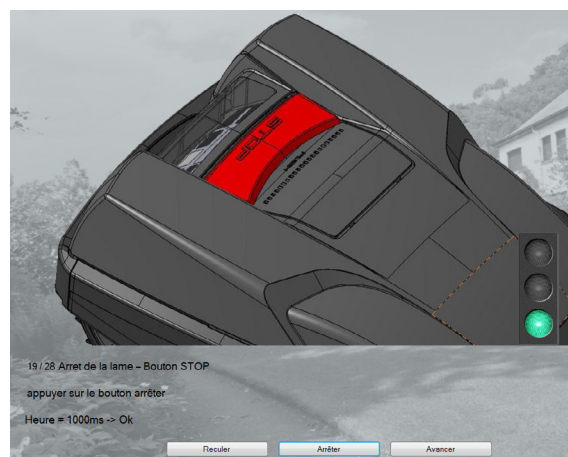 19 / 28 Arret de la lame – Bouton STOP
appuyer sur le bouton arrêter
Heure = 1000ms -> Ok
Reculer
Arrêter
Avancer